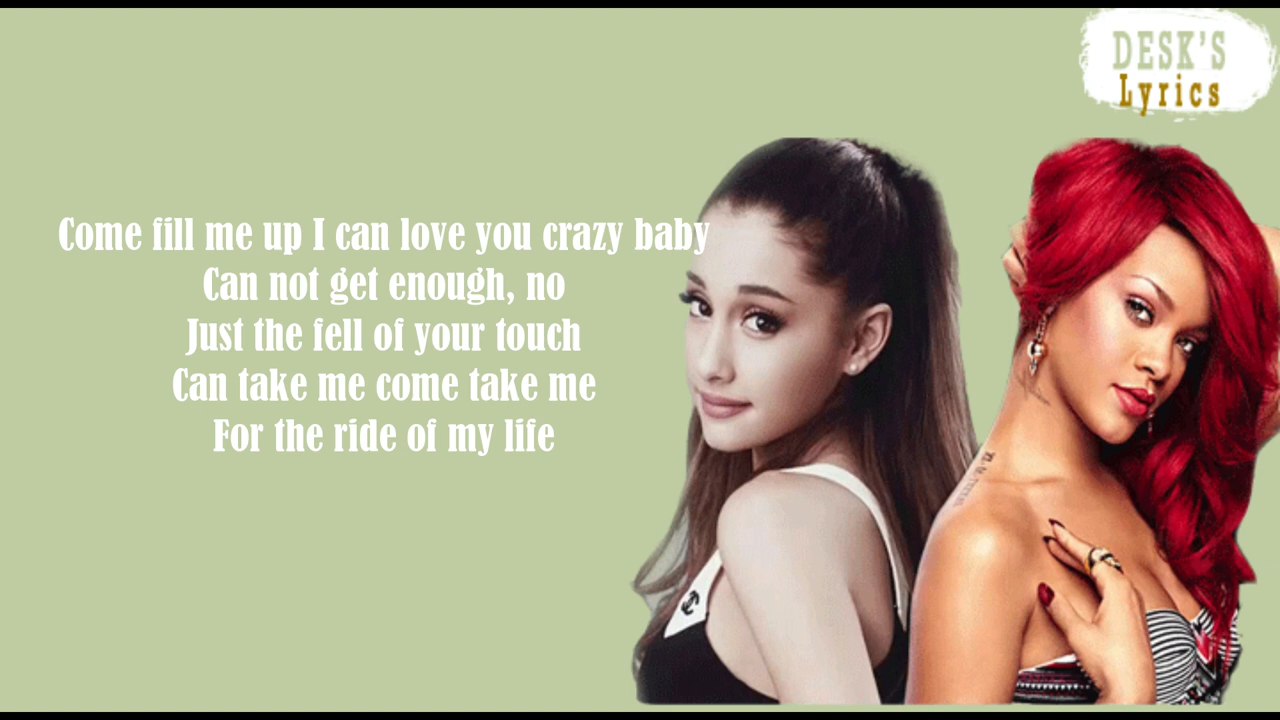 DESK'S
Lyrics
Come fill me up I can love you crazy baby
Can not get enough, no
Just the fell of your touch
Can take me come take me
For the ride of my life